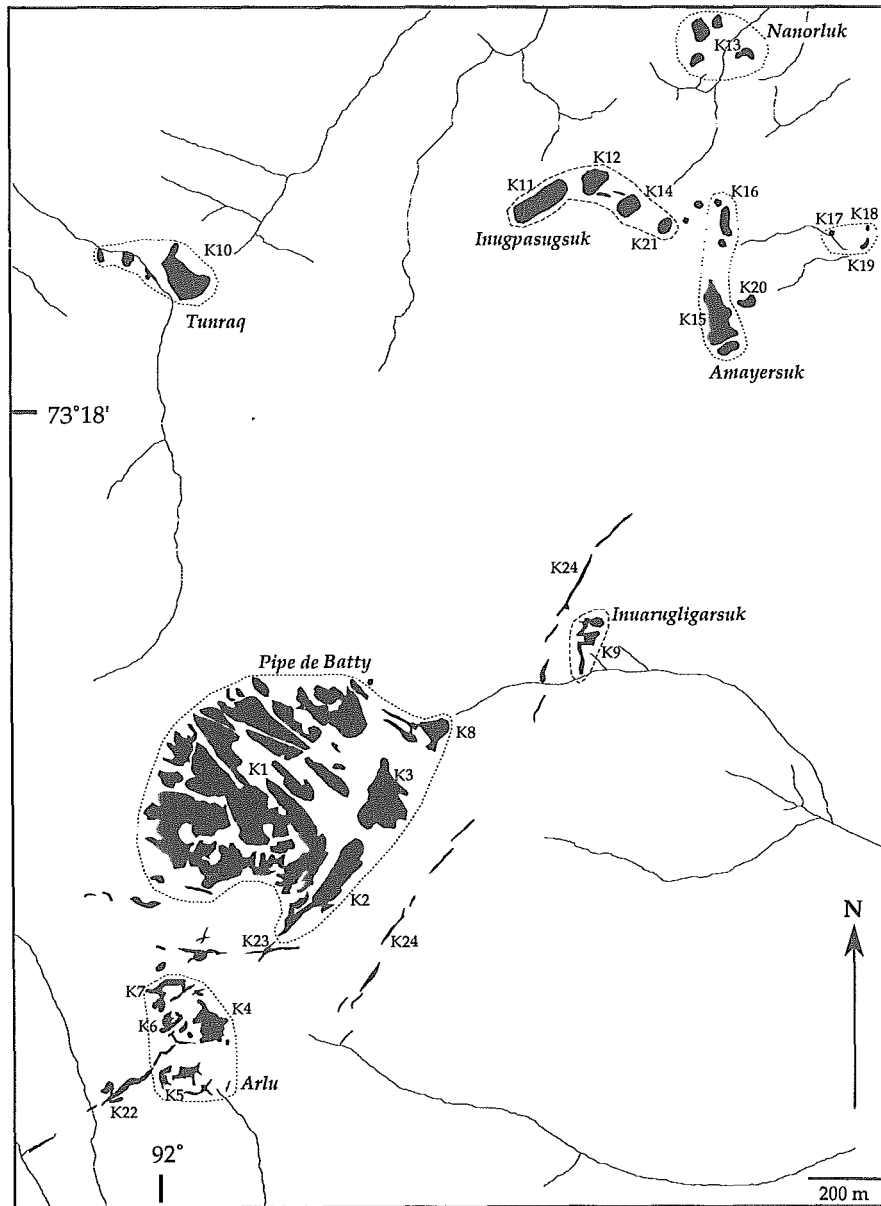 Nanorluk
K13
K12
K11
K14
K16
K17
K18
Inugpasugsuk
K21
K10
K19
K20
Tunraq
K15
Amayersuk
73°18'
K24
Inuarugligarsuk
K9
Pipe de Batty
K8
K1
K3
K2
N
K23
K24
K7
K4
K6
K5
Arlu
K22
92°
200 m